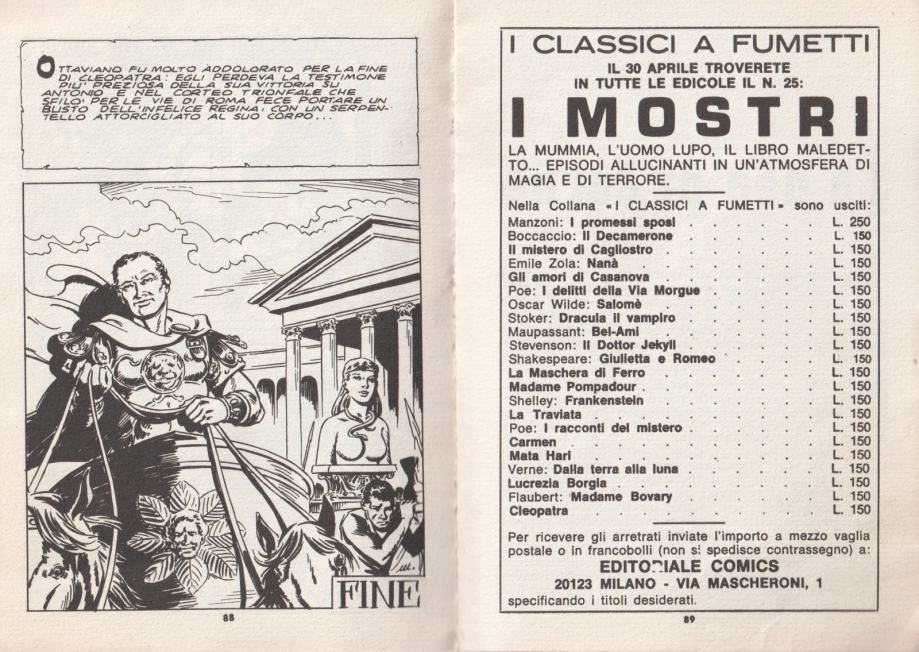 OTTAVIANO FU MOLTO ADDOLORATO PER LA FINE
DI CLEOPATRA: EGLI PERDEVA LA TESTIMONE
PIU' PREZIOSA DELLA SUA VITTORIA SU
ANTONIO E NEL CORTEO TRIONFALE CHE
SFILO' PER LE VIE DI ROMA FECE PORTARE UN
BUSTO DELL'INFELICE REGINA, CON UN SERPEN-
TELLO ATTORCIGLIATO AL SUO CORPO...
FINE
88
I CLASSICI A FUMETTI
IL 30 APRILE TROVERETE
IN TUTTE LE EDICOLE IL N. 25:
I MOSTRI
LA MUMMIA, L'UOMO LUPO, IL LIBRO MALEDET-
TO... EPISODI ALLUCINANTI IN UN'ATMOSFERA DI
MAGIA E DI TERRORE.
Nella Collana «I CLASSICI A FUMETTI» sono usciti:
Manzoni: I promessi sposi . . . . . . . L. 250
Boccaccio: Il Decamerone . . . . . . . L. 150
Il mistero di Cagliostro . . . . . . . L. 150
Emile Zola: Nanà . . . . . . . L. 150
Gli amori di Casanova . . . . . . . L. 150
Poe: I delitti della Via Morgue . . . . . . . L. 150
Oscar Wilde: Salomè . . . . . . . L. 150
Stoker: Dracula il vampiro . . . . . . . L. 150
Maupassant: Bel-Ami . . . . . . . L. 150
Stevenson: Il Dottor Jekyll . . . . . . . L. 150
Shakespeare: Giulietta e Romeo . . . . . . . L. 150
La Maschera di Ferro . . . . . . . L. 150
Madame Pompadour . . . . . . . L. 150
Shelley: Frankenstein . . . . . . . L. 150
La Traviata . . . . . . . L. 150
Poe: I racconti del mistero . . . . . . . L. 150
Carmen . . . . . . . L. 150
Mata Hari . . . . . . . L. 150
Verne: Dalla terra alla luna . . . . . . . L. 150
Lucrezia Borgia . . . . . . . L. 150
Flaubert: Madame Bovary . . . . . . . L. 150
Cleopatra . . . . . . . L. 150
Per ricevere gli arretrati inviate l'importo a mezzo vaglia
postale o in francobolli (non si spedisce contrassegno) a:
EDITORIALE COMICS
20123 MILANO - VIA MASCHERONI, 1
specificando i titoli desiderati.
89